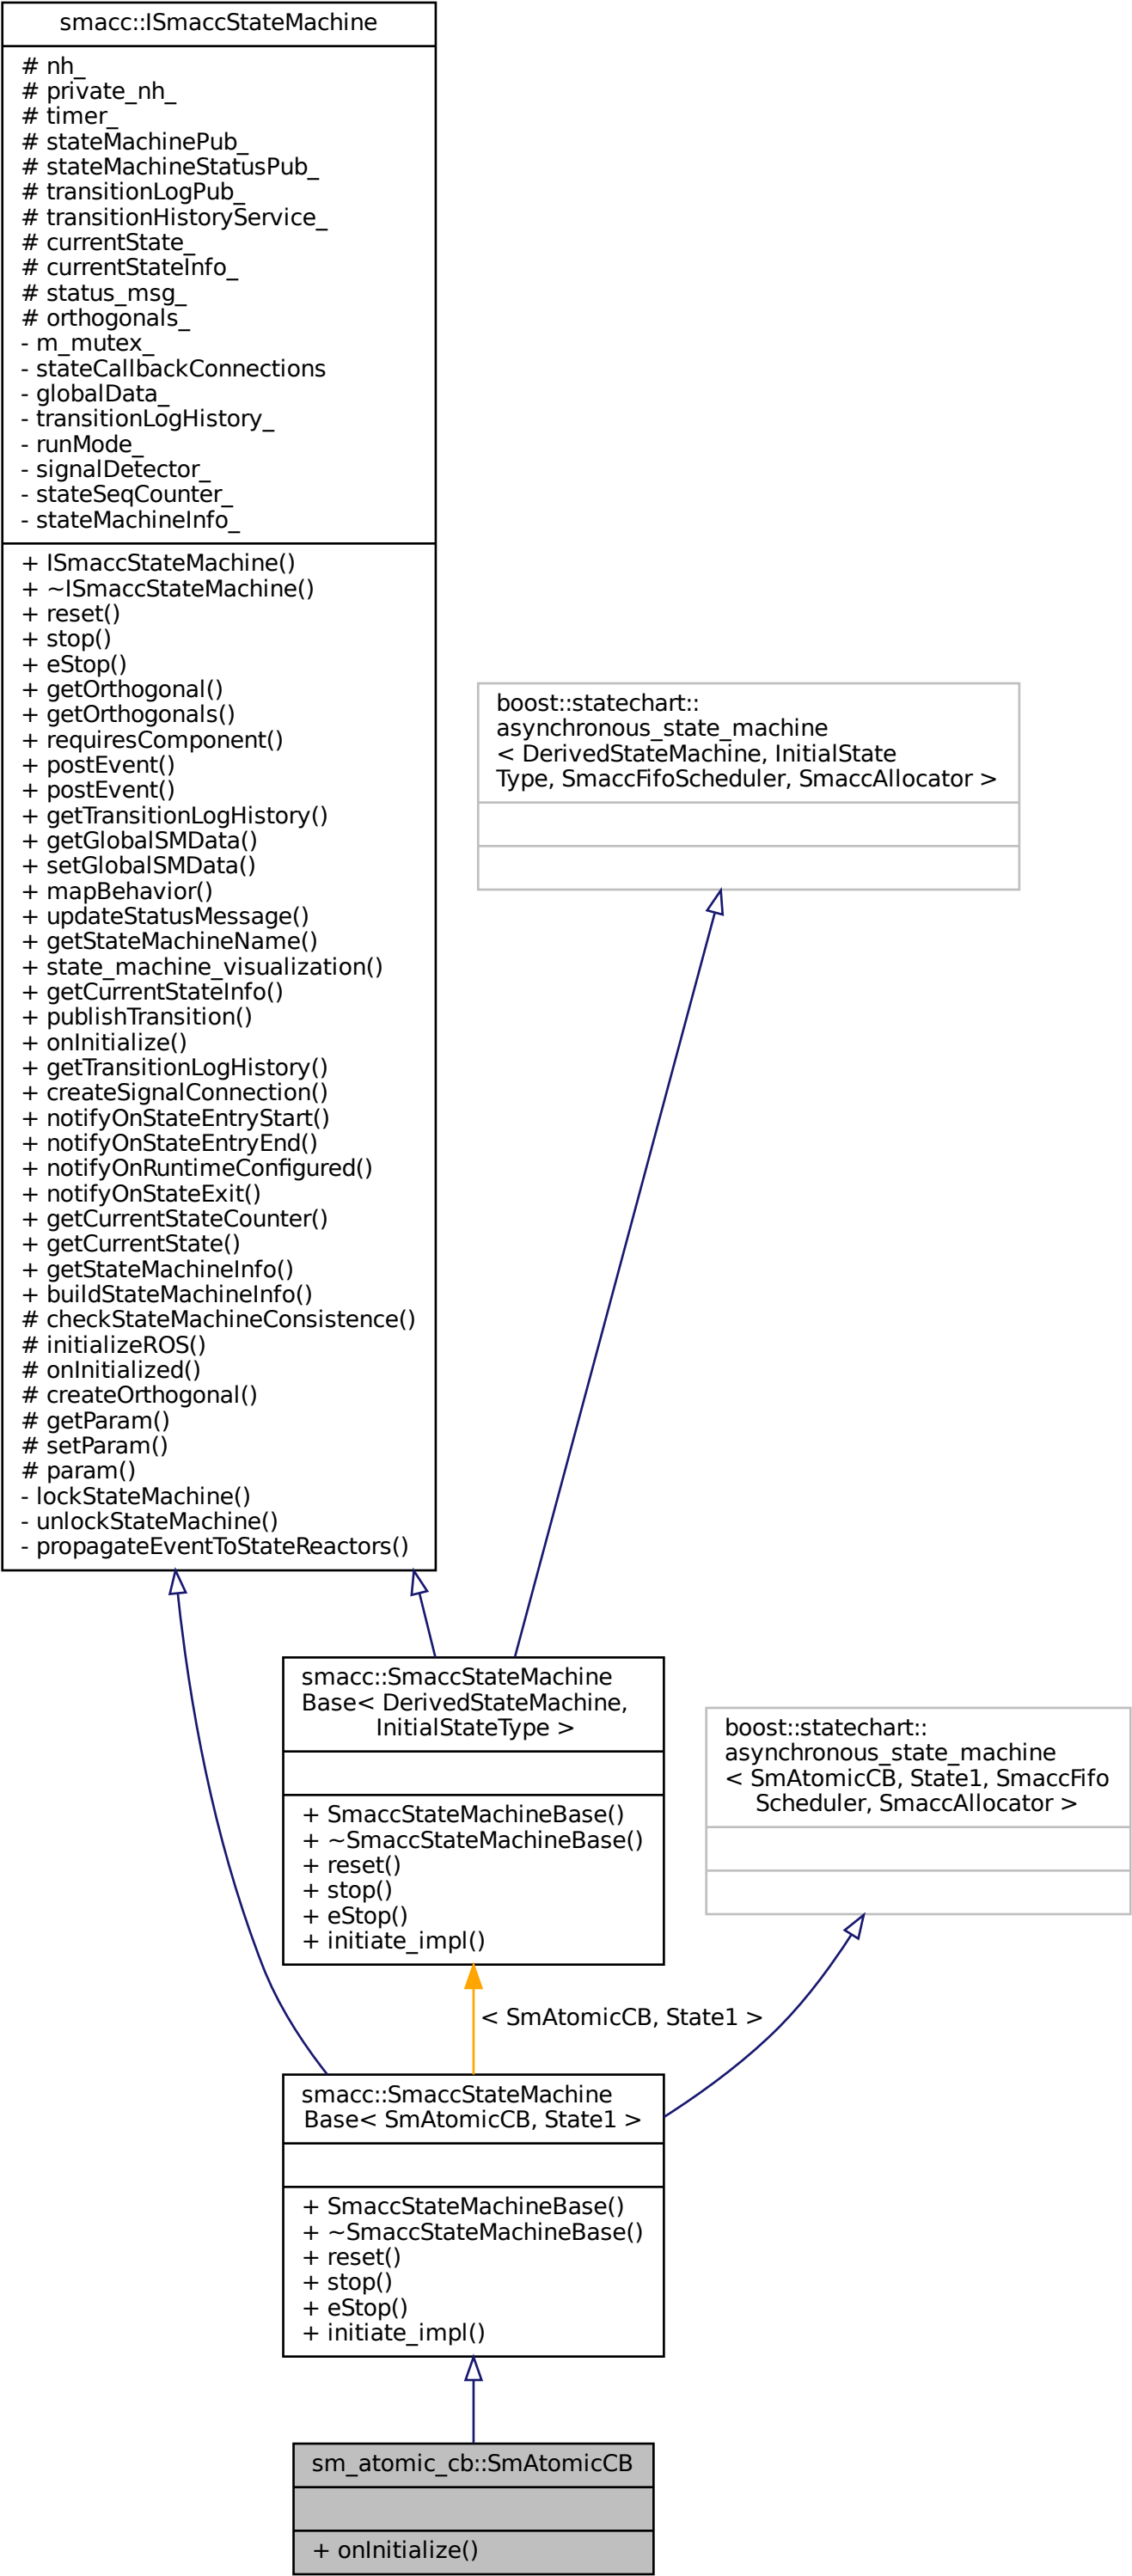 smacc::ISmaccStateMachine
# nh_
# private_nh_
# timer_
# stateMachinePub_
# stateMachineStatusPub_
# transitionLogPub_
# transitionHistoryService_
# currentState_
# currentStateInfo_
# status_msg_
# orthogonals_
- m_mutex_
- stateCallbackConnections
- globalData_
- transitionLogHistory_
- runMode_
- signalDetector_
- stateSeqCounter_
- stateMachineInfo_
+ ISmaccStateMachine()
+ ~ISmaccStateMachine()
+ reset()
+ stop()
+ eStop()
+ getOrthogonal()
+ getOrthogonals()
+ requiresComponent()
+ postEvent()
+ postEvent()
+ getTransitionLogHistory()
+ getGlobalSMData()
+ setGlobalSMData()
+ mapBehavior()
+ updateStatusMessage()
+ getStateMachineName()
+ state_machine_visualization()
+ getCurrentStateInfo()
+ publishTransition()
+ onInitialize()
+ getTransitionLogHistory()
+ createSignalConnection()
+ notifyOnStateEntryStart()
+ notifyOnStateEntryEnd()
+ notifyOnRuntimeConfigured()
+ notifyOnStateExit()
+ getCurrentStateCounter()
+ getCurrentState()
+ getStateMachineInfo()
+ buildStateMachineInfo()
# checkStateMachineConsistence()
# initializeROS()
# onInitialized()
# createOrthogonal()
# getParam()
# setParam()
# param()
- lockStateMachine()
- unlockStateMachine()
- propagateEventToStateReactors()
boost::statechart::
asynchronous_state_machine
< DerivedStateMachine, InitialState
Type, SmaccFifoScheduler, SmaccAllocator >
smacc::SmaccStateMachine
Base< DerivedStateMachine,
InitialStateType >
+ SmaccStateMachineBase()
+ ~SmaccStateMachineBase()
+ reset()
+ stop()
+ eStop()
+ initiate_impl()
boost::statechart::
asynchronous_state_machine
< SmAtomicCB, State1, SmaccFifo
Scheduler, SmaccAllocator >
< SmAtomicCB, State1 >
smacc::SmaccStateMachine
Base< SmAtomicCB, State1 >
+ SmaccStateMachineBase()
+ ~SmaccStateMachineBase()
+ reset()
+ stop()
+ eStop()
+ initiate_impl()
sm_atomic_cb::SmAtomicCB
+ onInitialize()